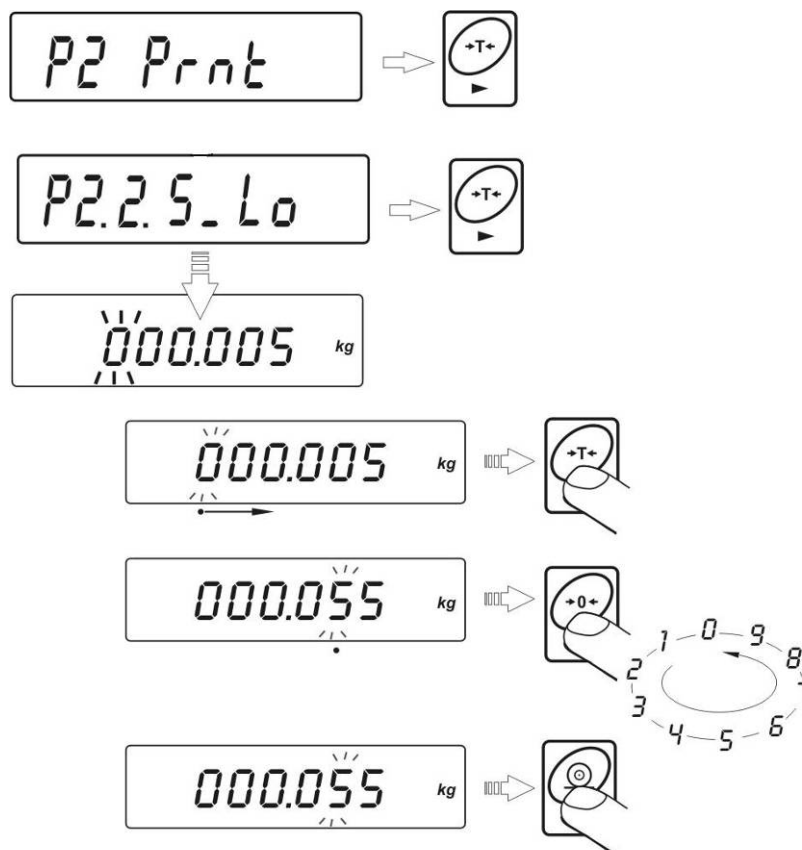 P2 Prnt →T←
P2.2. S_Lo →T←
000.005 kg
000.005 kg →T←
000.055 kg →0←
1 0 9 8 6 5 4 3 2
000.055 kg